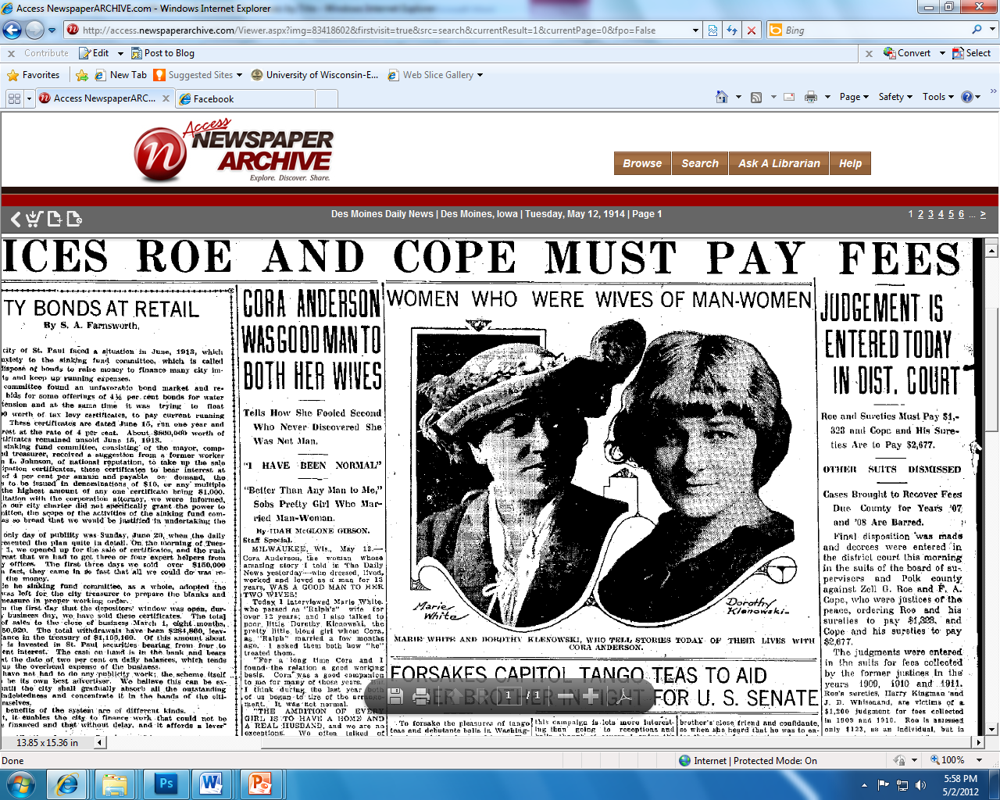 Access NewspaperARCHIVE.com - Windows Internet Explorer
http://access.newspaperarchive.com/Viewer.aspx?img=83418602&firstvisit=true&src=search&currentResult=1&currentPage=0&fpo=False
Bing
x Contribute Edit Post to Blog
x Convert Select
Favorites New Tab Suggested Sites University of Wisconsin-E... Web Slice Gallery
Access NewspaperARC... Facebook
Page Safety Tools
Access
NEWSPAPER
ARCHIVE
Explore. Discover. Share.
Browse Search Ask A Librarian Help
Des Moines Daily News | Des Moines, Iowa | Tuesday, May 12, 1914 | Page 1
1 2 3 4 5 6 ... >
ICES ROE AND COPE MUST PAY FEES
TY BONDS AT RETAIL
By S. A. Farnsworth.
city of St. Paul faced a situation in June, 1913, which
nxiety to the sinking fund committee, which is called
dispose of bonds to raise money to finance many city im-
ts and keep up running expenses.
committee found an unfavorable bond market and re-
bids for some offerings of 4½ per cent bonds for water
tension and at the same time it was trying to float
0 worth of tax levy certificates, to pay current running
These certificates are dated June 15, run one year and
rest at the rate of 4 per cent. About $800,000 worth of
tificates remained unsold June 15, 1913.
sinking fund committee, consisting of the mayor, comp-
nd treasurer, received a suggestion from a former worker
n L. Johnson, of national reputation, to take up the sale
ipation certificates, these certificates to bear interest at
of 4 per cent per annum and payable on demand, the
s to be issued in denominations of $10, or any multiple
the highest amount of any one certificate being $1,000.
ltation with the corporation attorney, we were informed,
e our city charter did not specifically grant the power to
mittee, the scope of the activities of the sinking fund com-
as so broad that we would be justified in undertaking the
only day of publity was Sunday, June 29, when the daily
resented the plan quite in detail. On the morning of Tues-
1, we opened up for the sale of certificates, and the rush
reat that we had to get three or four expert helpers from
y offices. The first three days we sold over $150,000
n fact, they came in so fast that all we could do was re-
the money.
le he sinking fund committee, as a whole, adopted the
was left for the city treasurer to prepare the blanks and
measure in proper working order.
n the first day that the depositors' window was open, dur-
y business day, we have sold these certificates. The total
of sales to the close of business March 1, eight months,
The total withdrawals have been $284,860, leav-
ance in the treasury of $1,166,100. Of this amount about
is invested in St. Paul securities bearing from four to
ent interest. The cash on hand is in the bank and bears
at the date of two per cent on daily balances, which tends
up the overhead expense of the business.
have not had to do any publicity work; the scheme itself
be its own best advertiser. We believe this can be ex-
until the city shall gradually absorb all the outstanding
indebtedness and consentrate it in the hands of the citi-
mselves.
benefits of the system are of different kinds.
t, it enables the city to finance work that could not be
e financed and that without delay, and it affords a lever
CORA ANDERSON
WAS GOOD MAN TO
BOTH HER WIVES
Tells How She Fooled Second
Who Never Discovered She
Was Not Man.
"I HAVE BEEN NORMAL"
"Better Than Any Man to Me,"
Sobs Pretty Girl Who Mar-
ried Man-Woman.
By IDAH McGLONE GIBSON.
Staff Special.
MILWAUKEE, Wis., May 12.—
Cora Anderson, the woman whose
amazing story I told in The Daily
News yesterday—who dressed, lived,
worked and loved as a man for 13
years, WAS A GOOD MAN TO HER
TWO WIVES!
Today I interviewed Marie White,
who passed as "Ralph's" wife for
over 12 years; and I also talked to
poor little Dorothy Klenowski, the
pretty little blond girl whom Cora,
as "Ralph" married a few months
ago. I asked them both how "he"
treated them.
"For a long time Cora and I
found the relation a good working
basis. Cora was a good companion
to me for many of those years. But
I think during the last year both
of us began to tire of the arrange-
ment. It was not normal.
"THE AMBITION OF EVERY
GIRL IS TO HAVE A HOME AND
A REAL HUSBAND, and we are no
exceptions. We often talked of
WOMEN WHO WERE WIVES OF MAN-WOMEN
Marie White
Dorothy Klenowski-
MARIE WHITE AND DOROTHY KLENOWSKI, WHO TELL STORIES TODAY OF THEIR LIVES WITH
CORA ANDERSON.
FORSAKES CAPITOL TANGO TEAS TO AID
HER BROTHER IN FIGHT FOR U. S. SENATE
To forsake the pleasures of tango
teas and debutante balls in Washing-
this campaign is lots more interest-
ing than going to receptions and
brother's close friend and confidante,
so when she heard that he was to en-
JUDGEMENT IS
ENTERED TODAY
IN DIST. COURT
Roe and Sureties Must Pay $1,-
323 and Cope and His Sure-
ties Are to Pay $2,677.
OTHER SUITS DISMISSED
Cases Brought to Recover Fees
Due County for Years '07
and '08 Are Barred.
Final disposition was made
and decrees were entered in
the district court this morning
in the suits of the board of su-
pervisors and Polk county
against Zell G. Roe and F. A.
Cope, who were justices of the
peace, ordering Roe and his
sureties to pay $1,323, and
Cope and his sureties to pay
$2,677.
The judgments were entered
in the suits for fees collected
by the former justices in the
years 1909, 1910 and 1911.
Roe's sureties, Harry Kingman and
J. D. Whisenand, are victims of a
$1,200 judgment for fees collected
in 1909 and 1910. Roe is assessed
only $123, as an individual, but is
1 / 1
13.85 x 15.36 in
Done
Internet | Protected Mode: On
100%
Ps W P
5:58 PM
5/2/2012